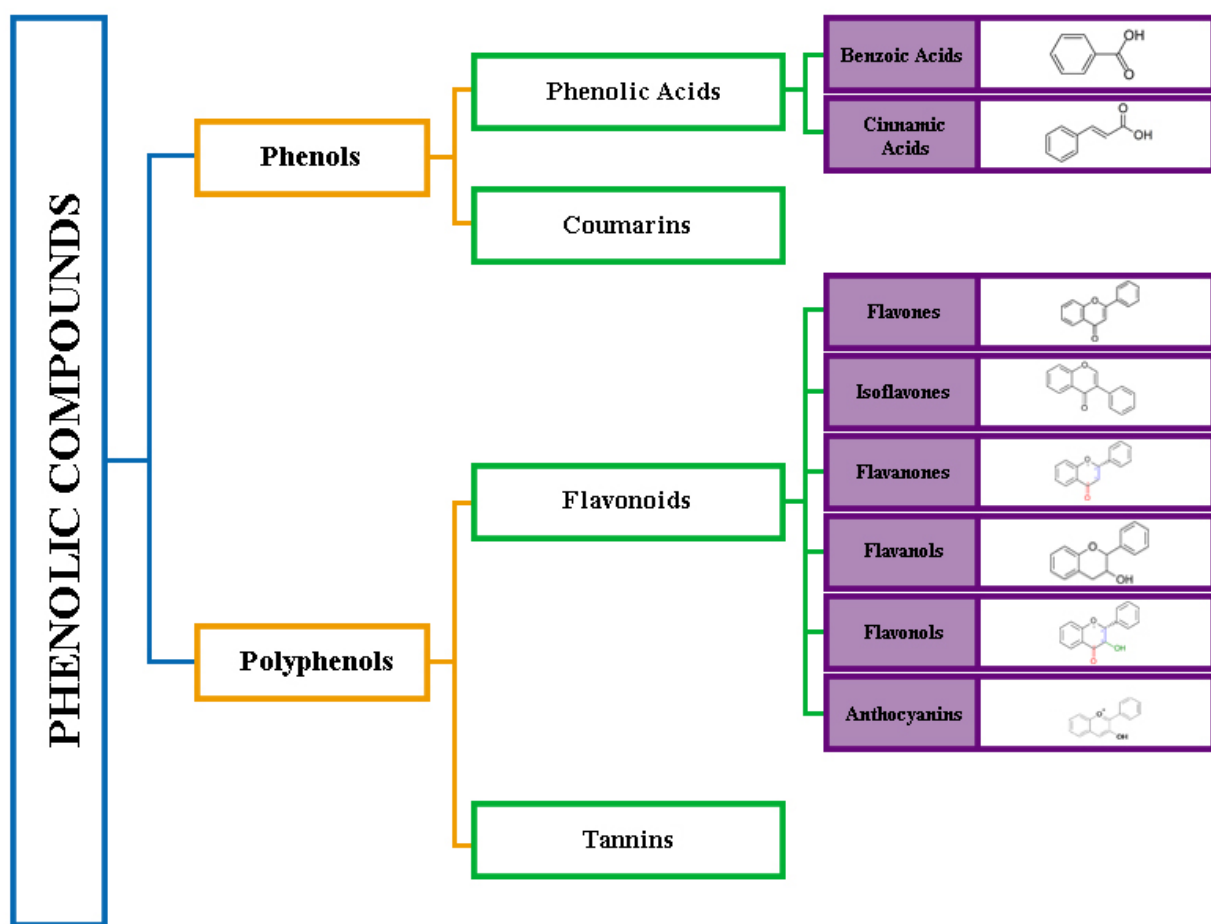 PHENOLIC COMPOUNDS
Phenols
Phenolic Acids
Benzoic Acids
OH
O
Cinnamic
Acids
O
OH
Coumarins
Polyphenols
Flavonoids
Flavones
O
O
Isoflavones
O
O
Flavanones
O
O
Flavanols
O
OH
Flavonols
O
OH
O
Anthocyanins
O+
OH
Tannins